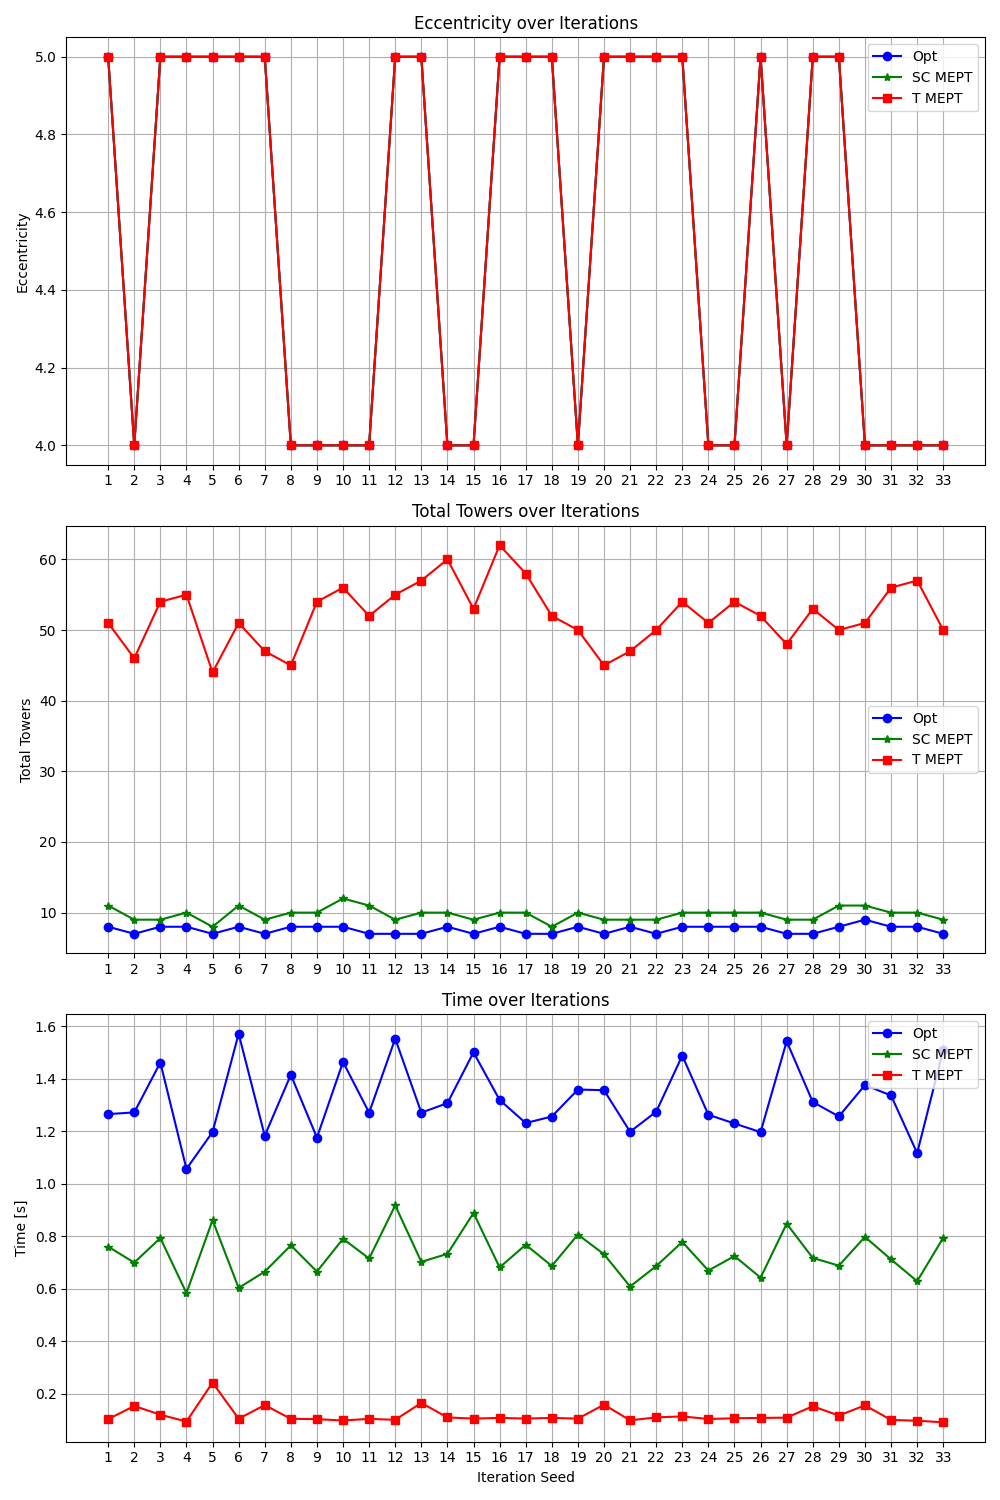 Eccentricity over Iterations
Eccentricity
5.0
4.8
4.6
4.4
4.2
4.0
Opt
SC MEPT
T MEPT
1 2 3 4 5 6 7 8 9 10 11 12 13 14 15 16 17 18 19 20 21 22 23 24 25 26 27 28 29 30 31 32 33
Total Towers over Iterations
Total Towers
60
50
40
30
20
10
Opt
SC MEPT
T MEPT
1 2 3 4 5 6 7 8 9 10 11 12 13 14 15 16 17 18 19 20 21 22 23 24 25 26 27 28 29 30 31 32 33
Time over Iterations
Time [s]
1.6
1.4
1.2
1.0
0.8
0.6
0.4
0.2
Opt
SC MEPT
T MEPT
1 2 3 4 5 6 7 8 9 10 11 12 13 14 15 16 17 18 19 20 21 22 23 24 25 26 27 28 29 30 31 32 33
Iteration Seed